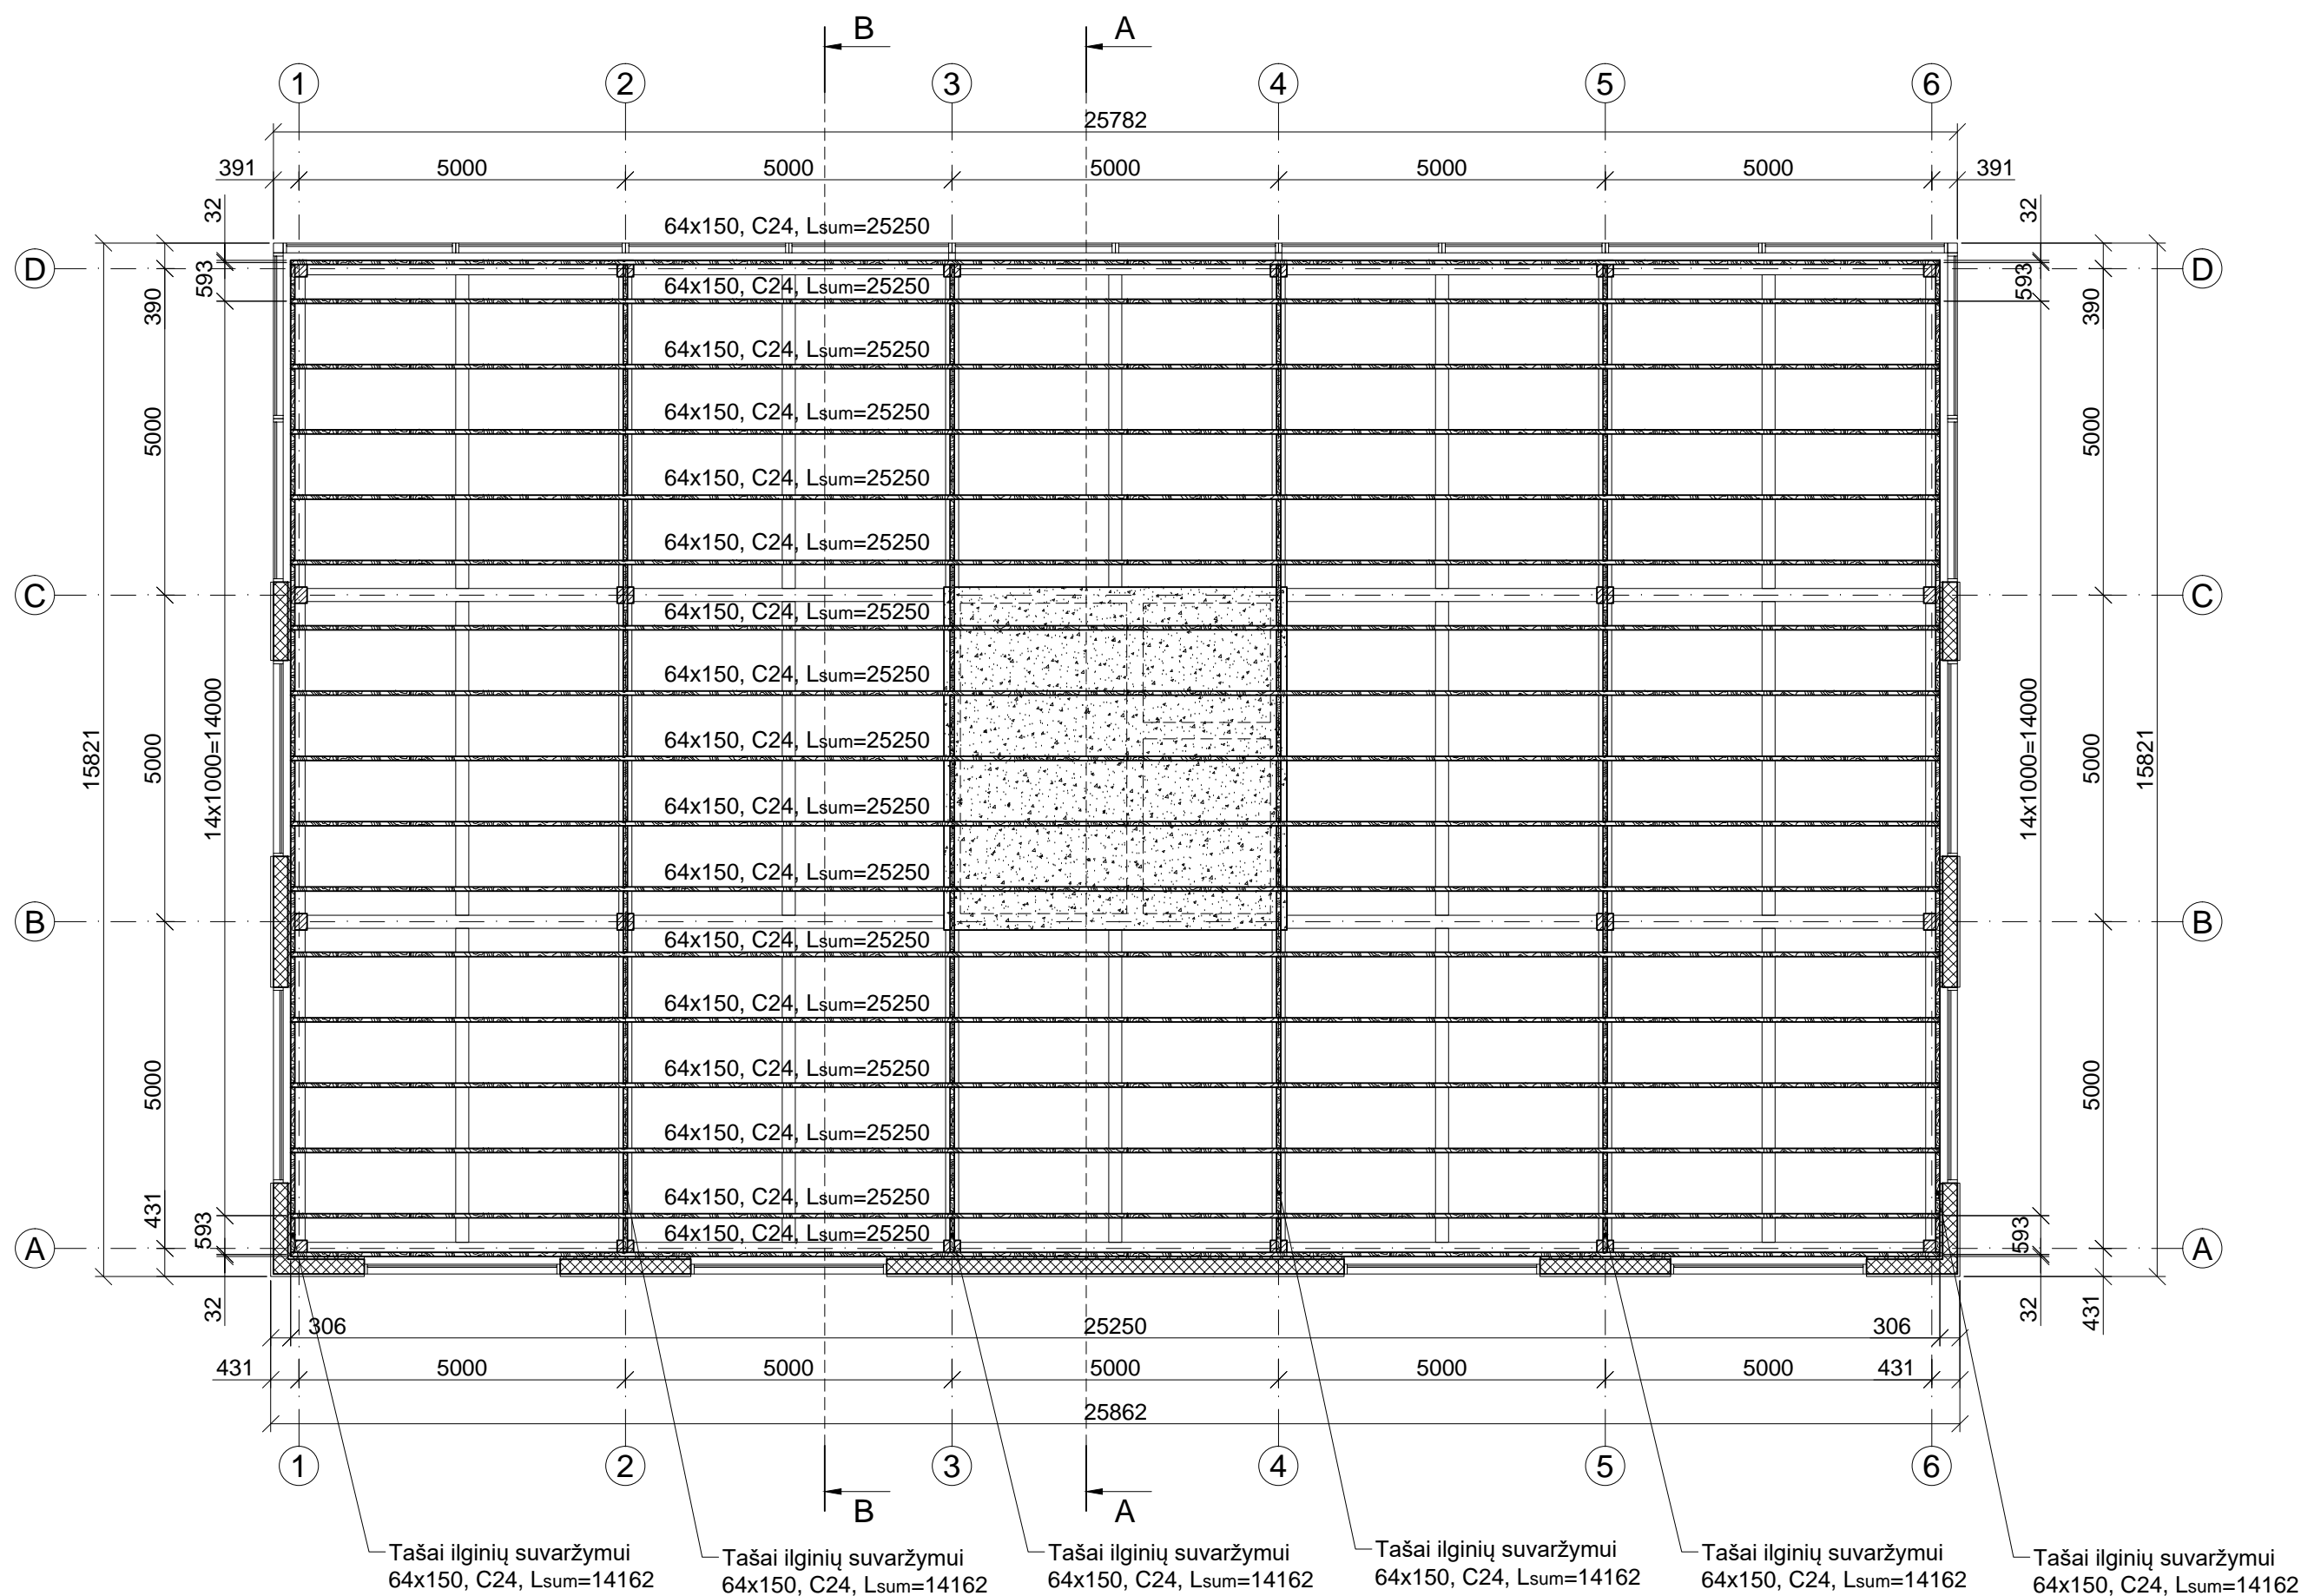 B
A
1
2
3
4
5
6
25782
391
5000
5000
5000
5000
5000
391
32
64x150, C24, Lsum=25250
32
D
D
593
64x150, C24, Lsum=25250
593
390
390
64x150, C24, Lsum=25250
5000
64x150, C24, Lsum=25250
5000
64x150, C24, Lsum=25250
64x150, C24, Lsum=25250
C
64x150, C24, Lsum=25250
C
64x150, C24, Lsum=25250
15821
5000
14x1000=14000
64x150, C24, Lsum=25250
14x1000=14000
5000
15821
64x150, C24, Lsum=25250
64x150, C24, Lsum=25250
B
64x150, C24, Lsum=25250
B
64x150, C24, Lsum=25250
5000
64x150, C24, Lsum=25250
5000
64x150, C24, Lsum=25250
64x150, C24, Lsum=25250
431
593
64x150, C24, Lsum=25250
593
A
A
32
306
25250
306
32
431
431
5000
5000
5000
5000
5000
431
25862
1
2
3
4
5
6
B
A
Tašai ilginių suvaržymui
64x150, C24, Lsum=14162
Tašai ilginių suvaržymui
64x150, C24, Lsum=14162
Tašai ilginių suvaržymui
64x150, C24, Lsum=14162
Tašai ilginių suvaržymui
64x150, C24, Lsum=14162
Tašai ilginių suvaržymui
64x150, C24, Lsum=14162
Tašai ilginių suvaržymui
64x150, C24, Lsum=14162